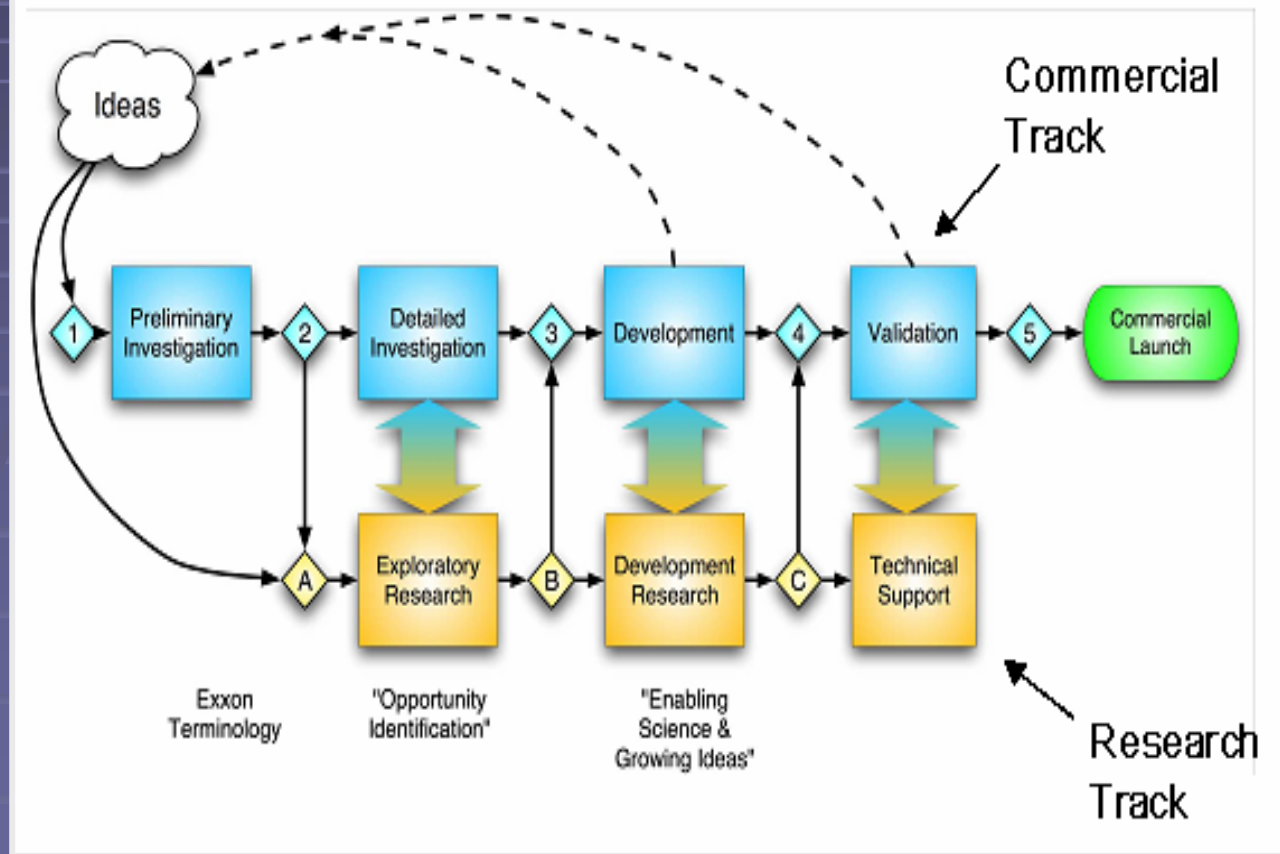 Ideas
Commercial
Track
1
Preliminary
Investigation
2
Detailed
Investigation
3
Development
4
Validation
5
Commercial
Launch
A
Exploratory
Research
B
Development
Research
C
Technical
Support
Exxon
Terminology
"Opportunity
Identification"
"Enabling
Science &
Growing Ideas"
Research
Track